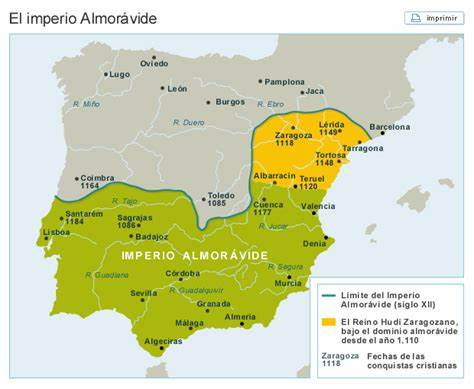 El imperio Almorávide
imprimir
Oviedo
Lugo
León
Pamplona
Jaca
Burgos
R. Miño
R. Ebro
R. Duero
Lérida
1149
Zaragoza
1118
Barcelona
Tarragona
Tortosa
1148
Albarracín
Teruel
1120
Coimbra
1164
Toledo
1085
Cuenca
1177
R. Tajo
Valencia
Santarém
1184
Sagrajas
1086
R. Jucar
Lisboa
Badajoz
Denia
IMPERIO ALMORÁVIDE
R. Guadiana
Córdoba
R. Segura
Murcia
Sevilla
R. Guadalquivir
Granada
Málaga
Almeria
Algeciras
Límite del Imperio
Almorávide (siglo XII)
El Reino Hudí Zaragozano,
bajo el dominio almorávide
desde el año 1.110
Zaragoza
1118
Fechas de las
conquistas cristianas